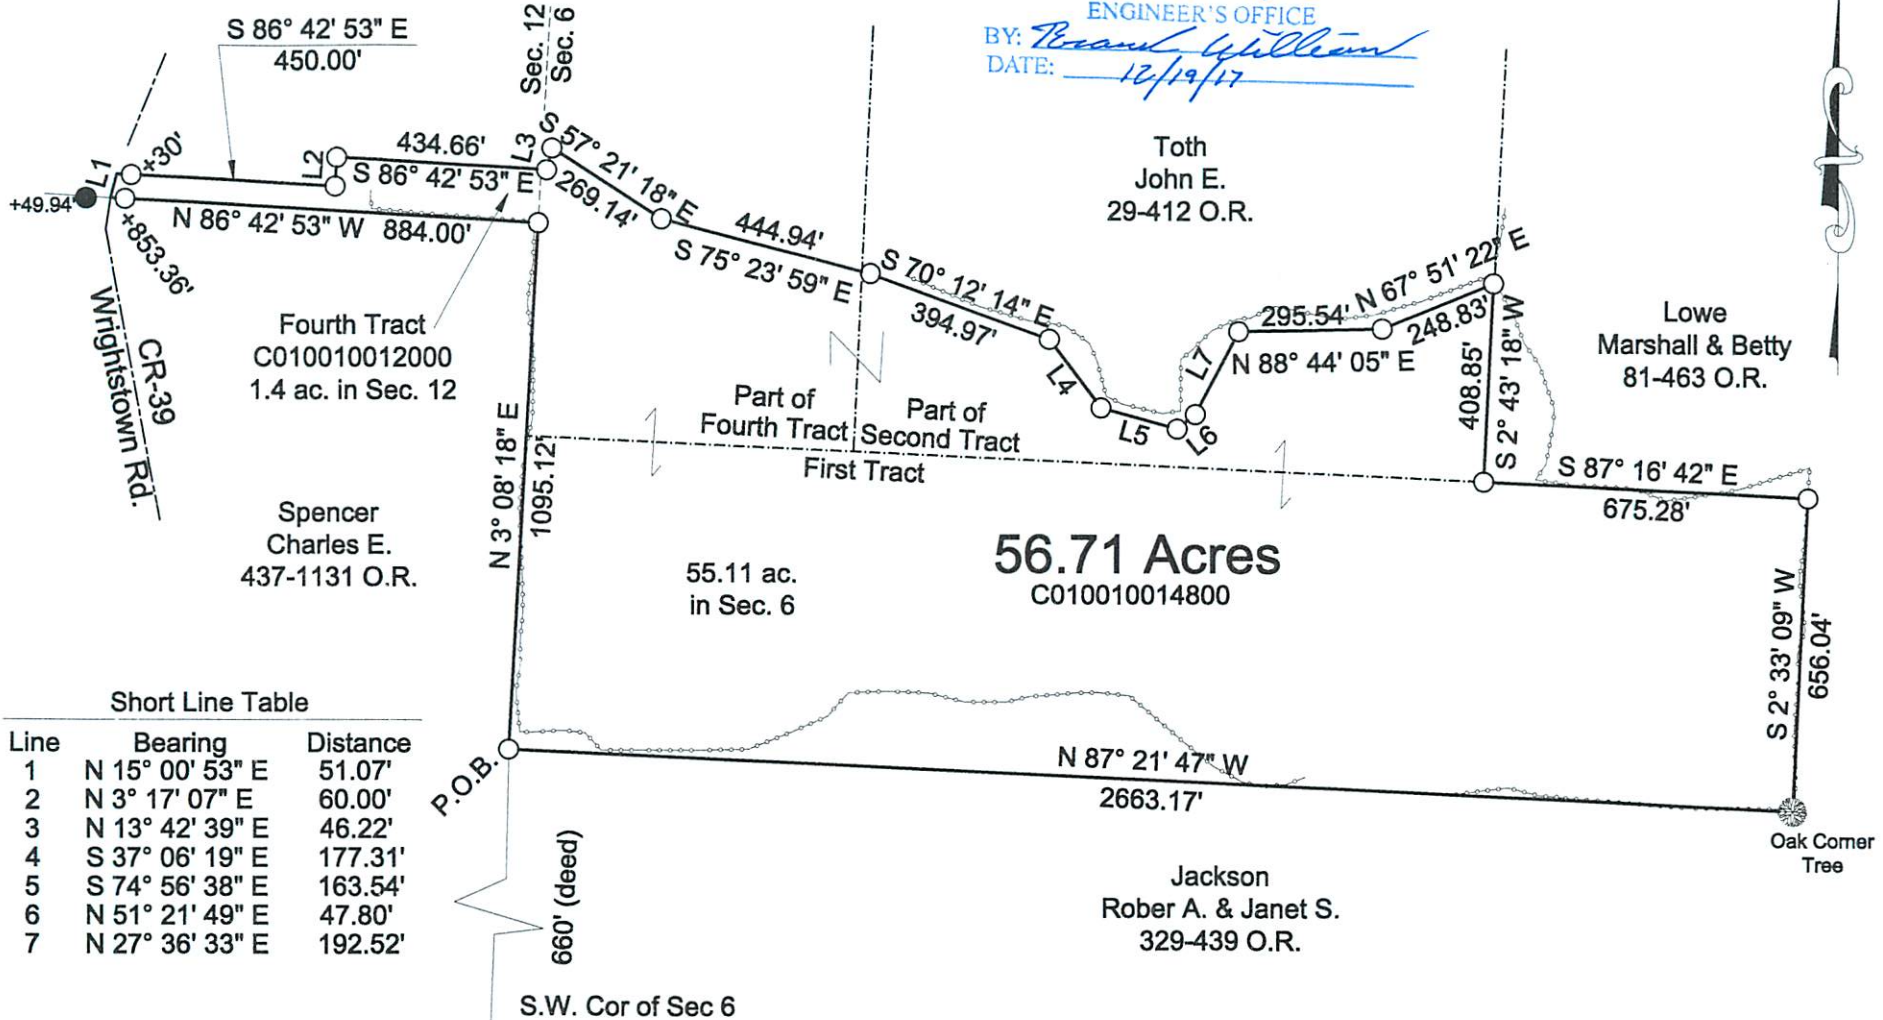 S 86° 42' 53" E
450.00'
Sec. 12
Sec. 6
ENGINEER'S OFFICE
BY:
DATE: 12/19/17
L1
+30'
L2
434.66'
S 86° 42' 53" E
L3
S 57° 21' 18" E
269.14'
+49.94'
N 86° 42' 53" W 884.00'
+853.36'
444.94'
S 75° 23' 59" E
Toth
John E.
29-412 O.R.
S 70° 12' 14" E
394.97'
L4
L5
L6
L7
295.54'
N 88° 44' 05" E
N 67° 51' 22" E
248.83'
408.85'
S 2° 43' 18" W
Lowe
Marshall & Betty
81-463 O.R.
CR-39
Wrightstown Rd.
Fourth Tract
C010010012000
1.4 ac. in Sec. 12
N 3° 08' 18" E
1095.12'
Part of
Fourth Tract
Part of
Second Tract
First Tract
S 87° 16' 42" E
675.28'
Spencer
Charles E.
437-1131 O.R.
55.11 ac.
in Sec. 6
56.71 Acres
C010010014800
S 2° 33' 09" W
656.04'
P.O.B.
N 87° 21' 47" W
2663.17'
Oak Corner
Tree
Short Line Table
Line Bearing Distance
1 N 15° 00' 53" E 51.07'
2 N 3° 17' 07" E 60.00'
3 N 13° 42' 39" E 46.22'
4 S 37° 06' 19" E 177.31'
5 S 74° 56' 38" E 163.54'
6 N 51° 21' 49" E 47.80'
7 N 27° 36' 33" E 192.52'
660' (deed)
Jackson
Rober A. & Janet S.
329-439 O.R.
S.W. Cor of Sec 6